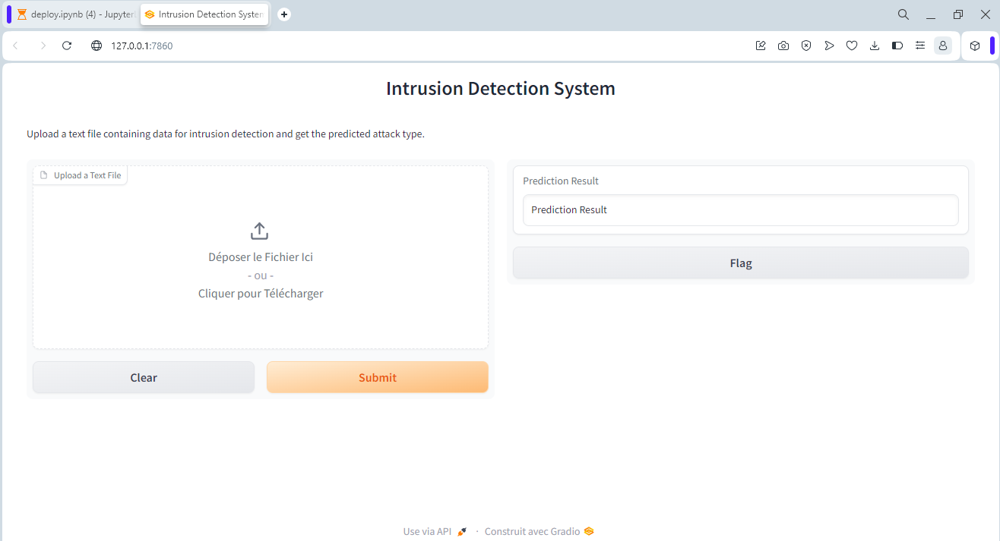 deploy.ipynb (4) - Jupyter
Intrusion Detection System
127.0.0.1:7860
Intrusion Detection System
Upload a text file containing data for intrusion detection and get the predicted attack type.
Upload a Text File
Déposer le Fichier Ici
- ou -
Cliquer pour Télécharger
Clear
Submit
Prediction Result
Prediction Result
Flag
Use via API · Construit avec Gradio